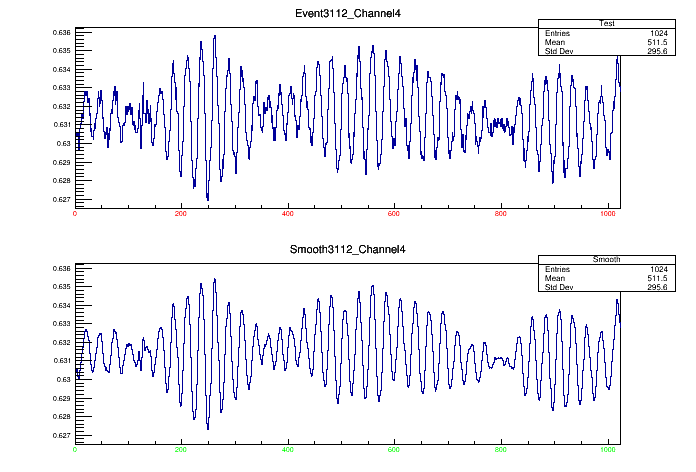 Event3112_Channel4
Test
Entries 1024
Mean 511.5
Std Dev 295.6
0.636
0.635
0.634
0.633
0.632
0.631
0.63
0.629
0.628
0.627
0 200 400 600 800 1000
Smooth3112_Channel4
Smooth
Entries 1024
Mean 511.5
Std Dev 295.6
0.636
0.635
0.634
0.633
0.632
0.631
0.63
0.629
0.628
0.627
0 200 400 600 800 1000